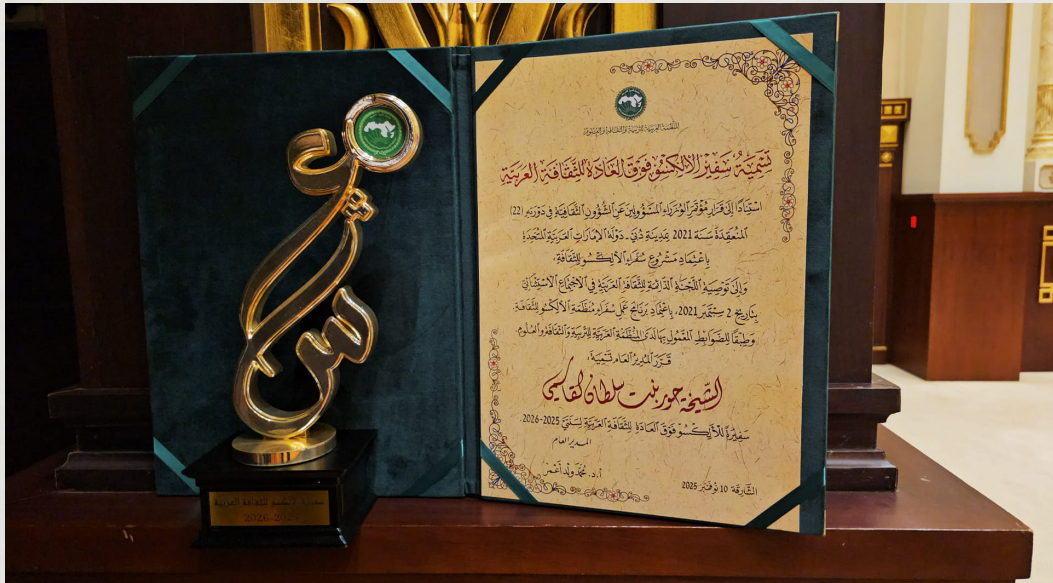 المنظمة العربية للتربية والثقافة والعلوم
تسمية سفير الألكسو فوق العادة للثقافة العربية
استنادًا إلى قرار مؤتمر الوزراء المسؤولين عن الشؤون الثقافية في دورته (22)
المنعقدة سنة 2021 بمدينة دبي - دولة الإمارات العربية المتحدة
باعتماد مشروع سفراء الألكسو للثقافة،
وإلى توصية اللجنة الدائمة للثقافة العربية في الاجتماع الاستثنائي
بتاريخ 2 سبتمبر 2021، باعتماد برنامج عمل سفراء منظمة الألكسو للثقافة.
وطبقًا للضوابط المعمول بها لدى المنظمة العربية للتربية والثقافة والعلوم،
قرر المدير العام تسمية:
الشيخة حور بنت سلطان القاسمي
سفيرة للألكسو فوق العادة للثقافة العربية لسنتي 2025-2026.
المدير العام
أ.د. محمد ولد أعمر
الشارقة 10 نوفمبر 2025
سفيرة الألكسو للثقافة العربية